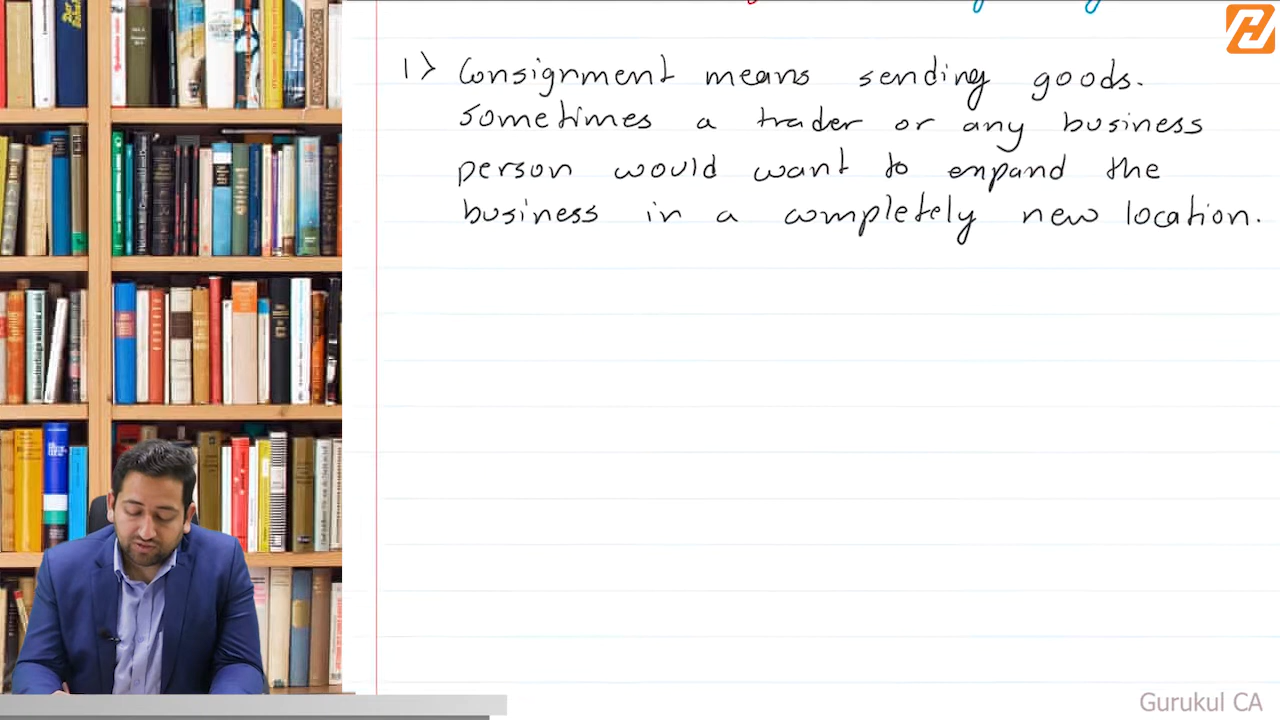 1) Consignment means sending goods.
sometimes a trader or any business
person would want to expand the
business in a completely new location.
Gurukul CA